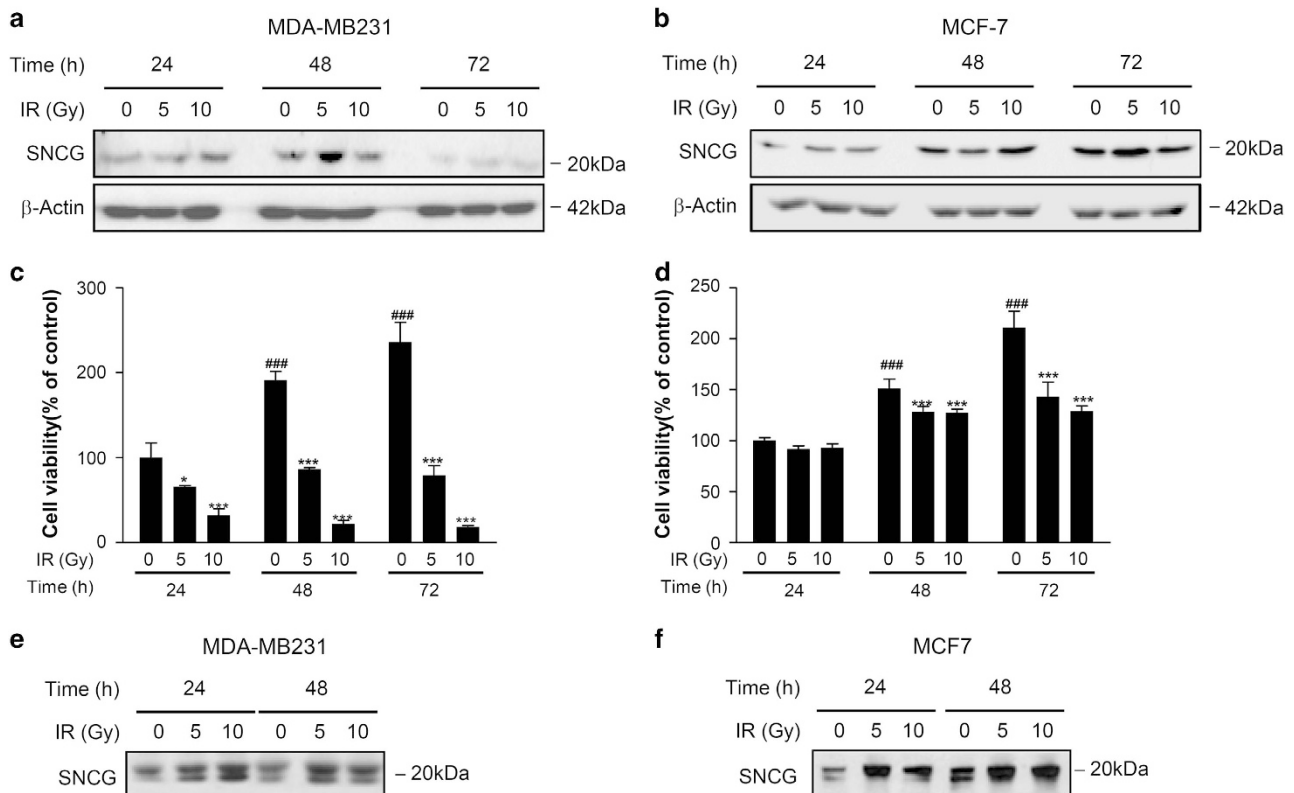 a
MDA-MB231
Time (h) 24 48 72
IR (Gy) 0 5 10 0 5 10 0 5 10
SNCG – 20kDa
β-Actin – 42kDa
b
MCF-7
Time (h) 24 48 72
IR (Gy) 0 5 10 0 5 10 0 5 10
SNCG – 20kDa
β-Actin – 42kDa
c
Cell viability(% of control)
300
200
100
0
* *** ### *** *** ### *** ***
IR (Gy) 0 5 10 0 5 10 0 5 10
Time (h) 24 48 72
d
Cell viability(% of control)
250
200
150
100
50
0
### *** *** ### *** ***
IR (Gy) 0 5 10 0 5 10 0 5 10
Time (h) 24 48 72
e
MDA-MB231
Time (h) 24 48
IR (Gy) 0 5 10 0 5 10
SNCG – 20kDa
f
MCF7
Time (h) 24 48
IR (Gy) 0 5 10 0 5 10
SNCG – 20kDa